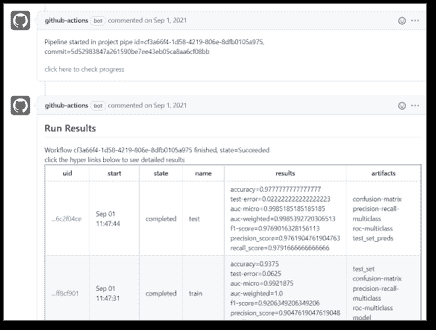 github-actions bot commented on Sep 1, 2021
Pipeline started in project pipe id=cf3a66f4-1d58-4219-806e-8dfb0105a975,
commit=5d52983847a261590be7ee43eb05ca8aa6cf08bb
click here to check progress
github-actions bot commented on Sep 1, 2021
Run Results
Workflow cf3a66f4-1d58-4219-806e-8dfb0105a975 finished, state=Succeeded
click the hyper links below to see detailed results
uid start state name results artifacts
...6c2f04ce Sep 01 11:47:44 completed test
accuracy=0.9777777777777777
test-error=0.022222222222222223
auc-micro=0.9985185185185185
auc-weighted=0.9985392720306513
f1-score=0.9769016328156113
precision_score=0.9761904761904763
recall_score=0.9791666666666666
confusion-matrix
precision-recall-
multiclass
roc-multiclass
test_set_preds
Sep 01 11:47:31 completed train
accuracy=0.9375
test-error=0.0625
auc-micro=0.9921875
auc-weighted=1.0
f1-score=0.9206349206349206
precision_score=0.9047619047619048
test_set
confusion-matrix
precision-recall-
multiclass
roc-multiclass
model